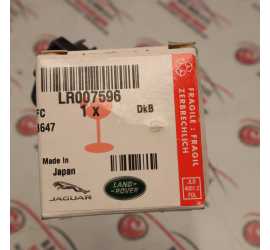 LR007596
1 x
DkB
FC
1647
Made In
Japan
JAGUAR
LAND-
ROVER
FRAGILE : FRAGIL
ZERBRECHLICH